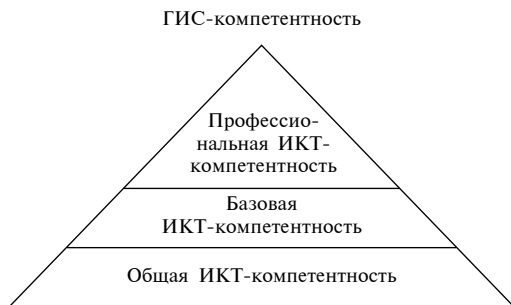 ГИС-компетентность
Профессио-
нальная ИКТ-
компетентность
Базовая
ИКТ-компетентность
Общая ИКТ-компетентность